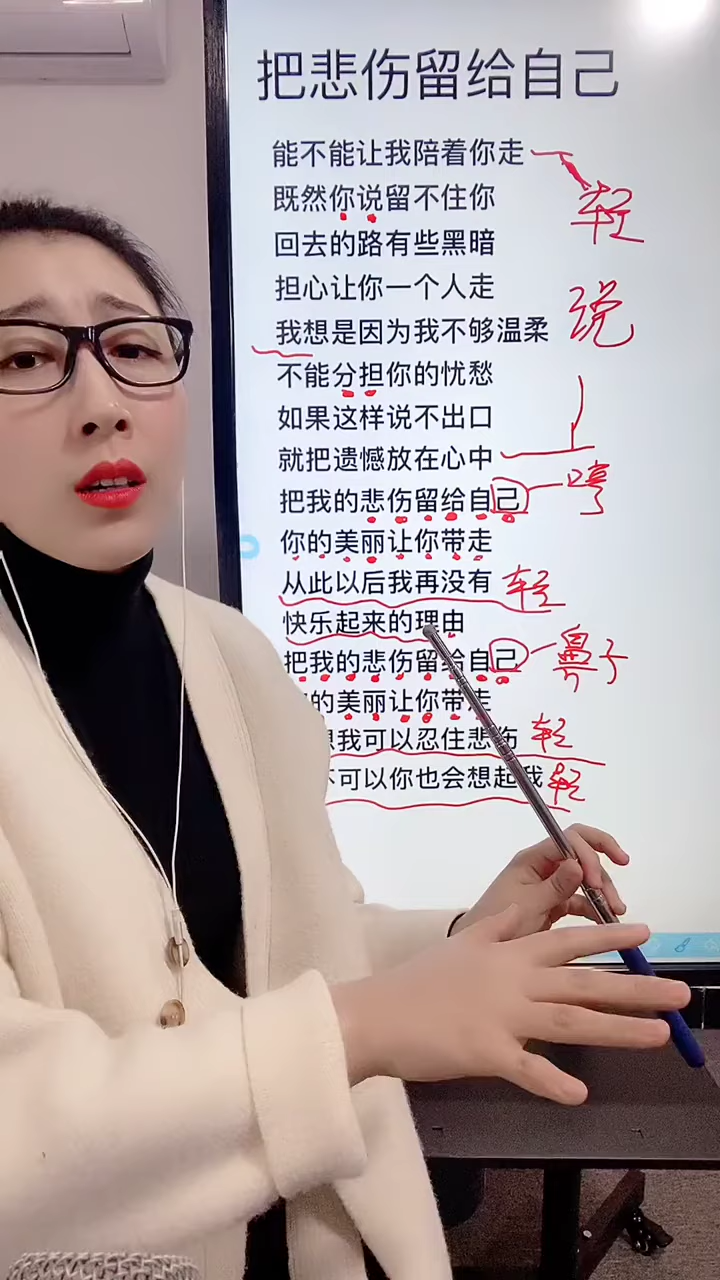 把悲伤留给自己
能不能让我陪着你走
轻
既然你说留不住你
回去的路有些黑暗
担心让你一个人走
说
我想是因为我不够温柔
不能分担你的忧愁
如果这样说不出口
就把遗憾放在心中
把我的悲伤留给自己
哼
你的美丽让你带走
从此以后我再没有 轻
快乐起来的理由
把我的悲伤留给自己 鼻子
的美丽让你带走
我可以忍住悲伤 轻
不可以你也会想起我 轻